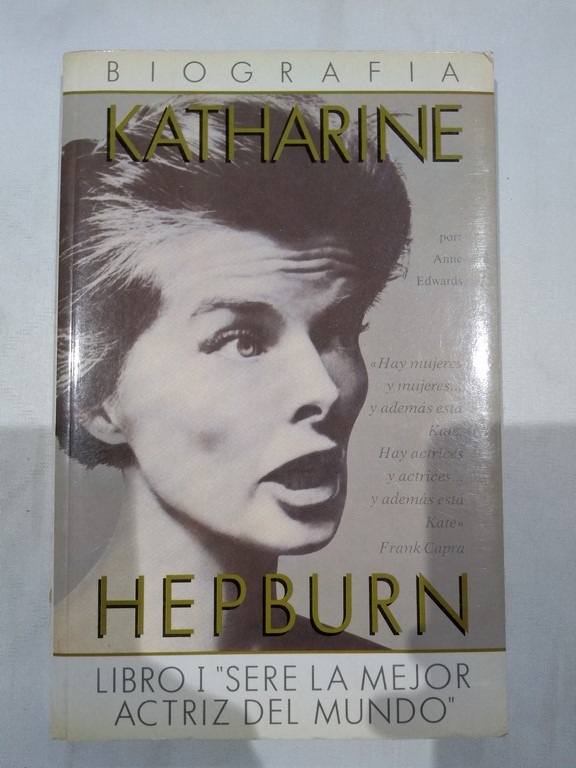 BIOGRAFIA
KATHARINE
por:
Anne
Edwards
«Hay mujeres
y mujeres...
y además está
Kate.
Hay actrices
y actrices...
y además está
Kate»
Frank Capra
HEPBURN
LIBRO I "SERE LA MEJOR
ACTRIZ DEL MUNDO"